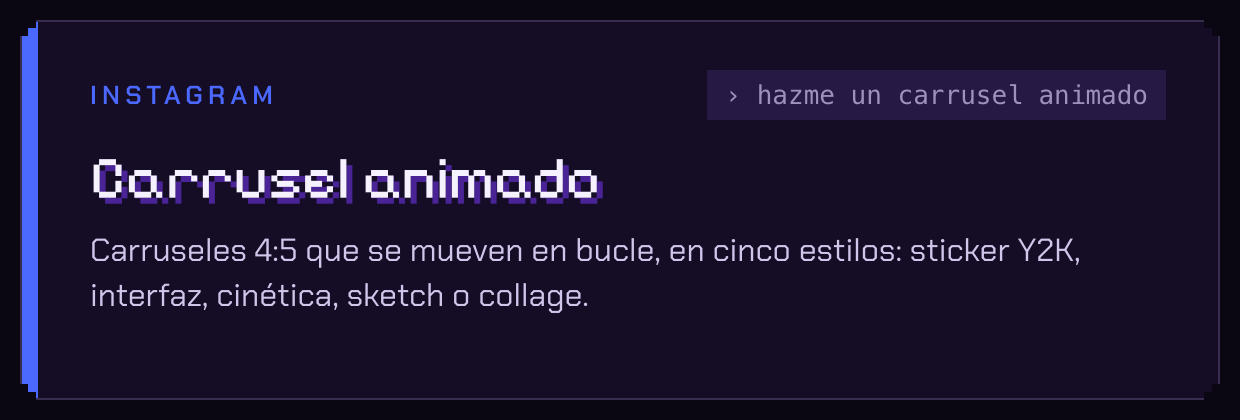 INSTAGRAM
› hazme un carrusel animado
Carrusel animado
Carruseles 4:5 que se mueven en bucle, en cinco estilos: sticker Y2K,
interfaz, cinética, sketch o collage.